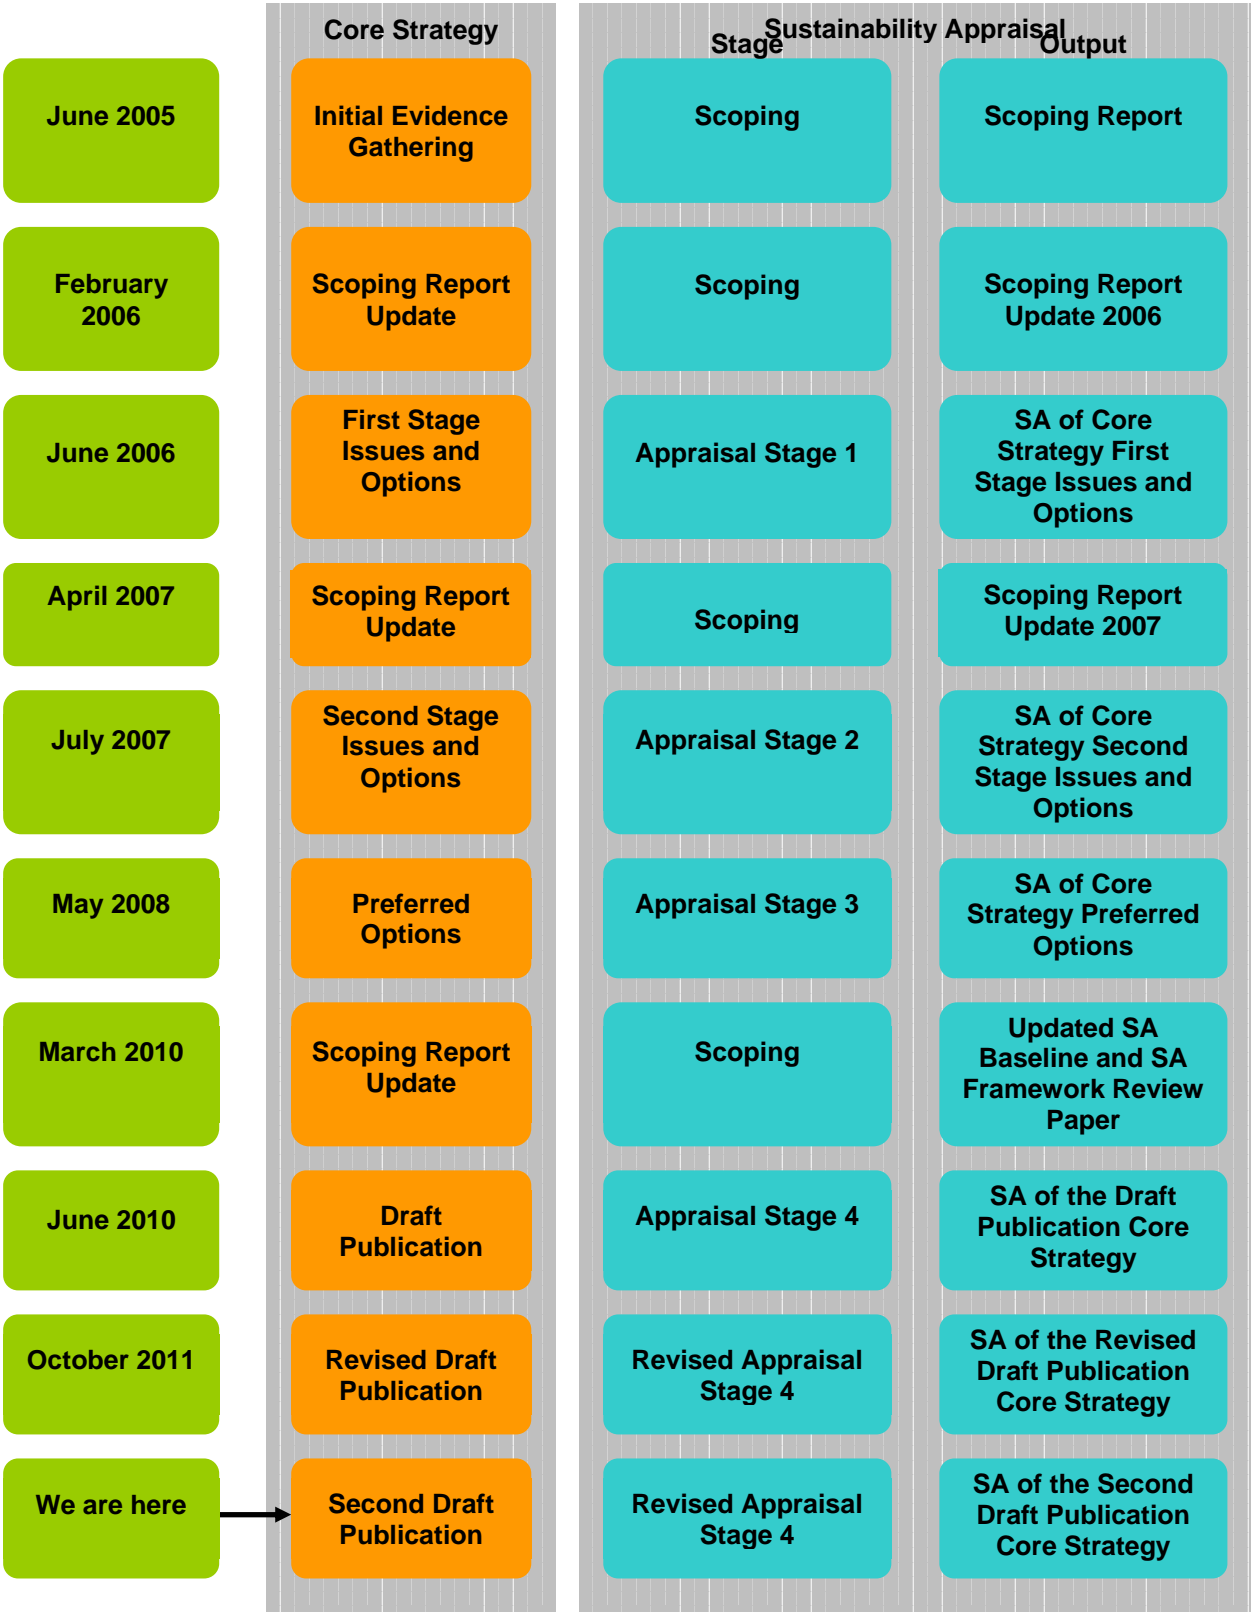 Core Strategy
Sustainability Appraisal
Stage
Output
June 2005
Initial Evidence
Gathering
Scoping
Scoping Report
February
2006
Scoping Report
Update
Scoping
Scoping Report
Update 2006
June 2006
First Stage
Issues and
Options
Appraisal Stage 1
SA of Core
Strategy First
Stage Issues and
Options
April 2007
Scoping Report
Update
Scoping
Scoping Report
Update 2007
July 2007
Second Stage
Issues and
Options
Appraisal Stage 2
SA of Core
Strategy Second
Stage Issues and
Options
May 2008
Preferred
Options
Appraisal Stage 3
SA of Core
Strategy Preferred
Options
March 2010
Scoping Report
Update
Scoping
Updated SA
Baseline and SA
Framework Review
Paper
June 2010
Draft
Publication
Appraisal Stage 4
SA of the Draft
Publication Core
Strategy
October 2011
Revised Draft
Publication
Revised Appraisal
Stage 4
SA of the Revised
Draft Publication
Core Strategy
We are here
Second Draft
Publication
Revised Appraisal
Stage 4
SA of the Second
Draft Publication
Core Strategy